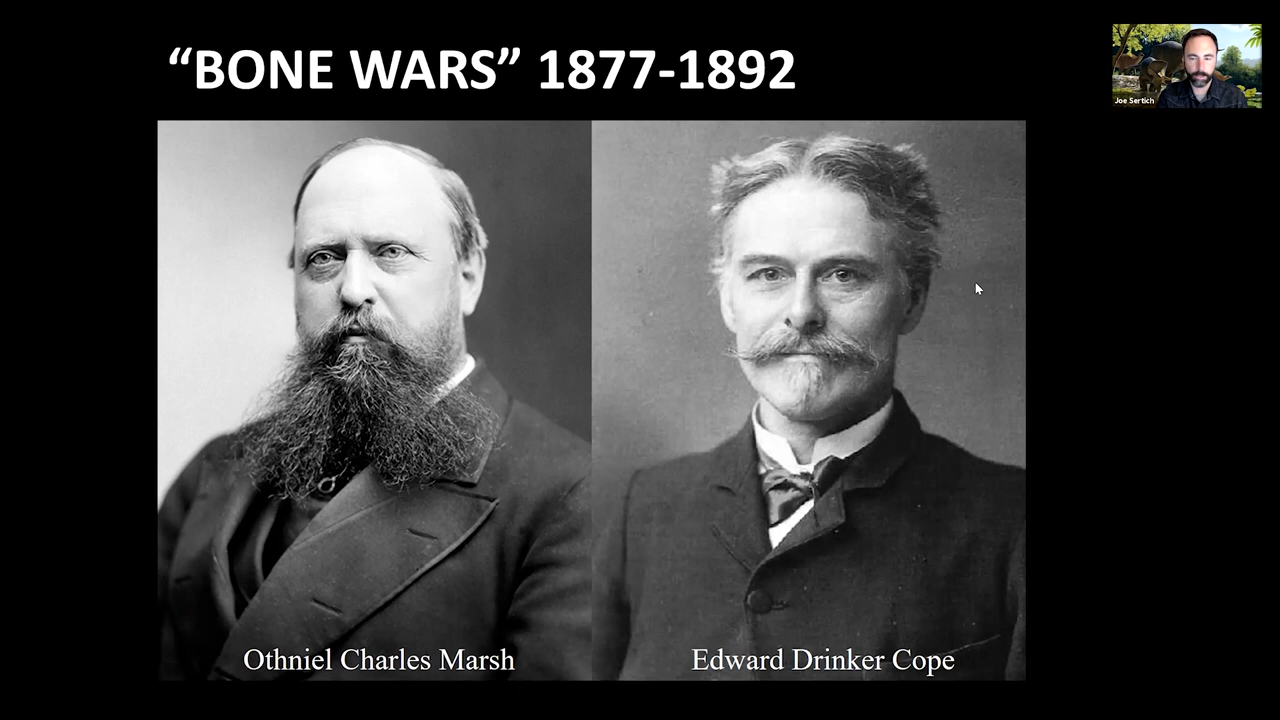 “BONE WARS” 1877-1892
Joe Sertich
Othniel Charles Marsh
Edward Drinker Cope